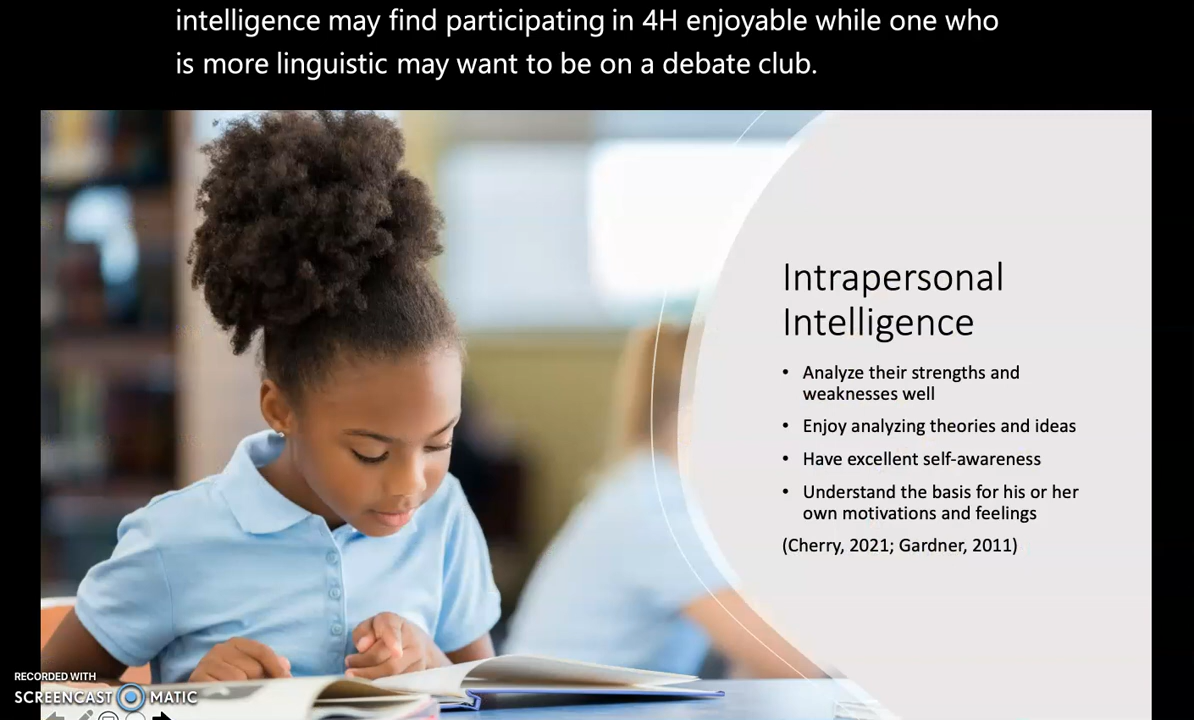 intelligence may find participating in 4H enjoyable while one who
is more linguistic may want to be on a debate club.
Intrapersonal
Intelligence
• Analyze their strengths and
weaknesses well
• Enjoy analyzing theories and ideas
• Have excellent self-awareness
• Understand the basis for his or her
own motivations and feelings
(Cherry, 2021; Gardner, 2011)
RECORDED WITH
SCREENCAST MATIC